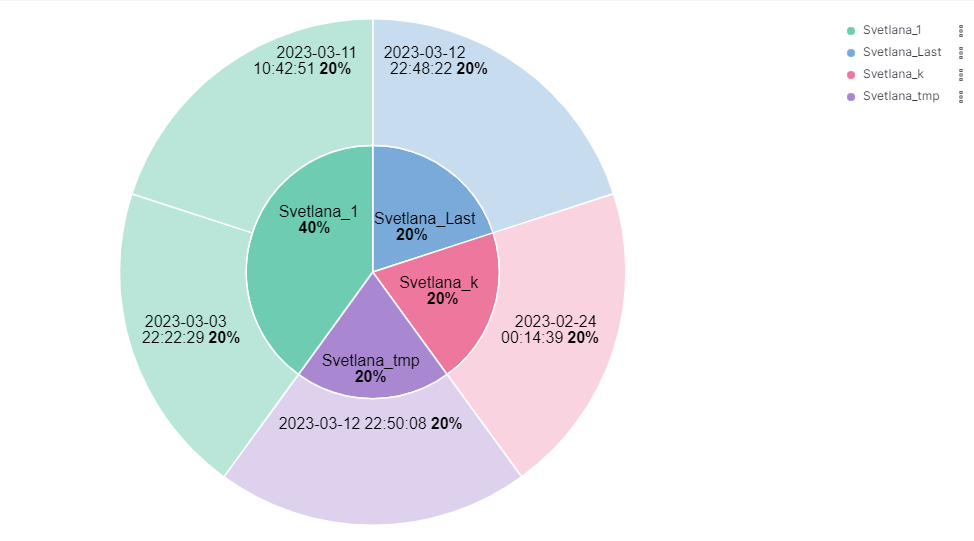 2023-03-11
10:42:51 20%
2023-03-12
22:48:22 20%
Svetlana_1
40%
Svetlana_Last
20%
Svetlana_k
20%
Svetlana_tmp
20%
2023-03-03
22:22:29 20%
2023-02-24
00:14:39 20%
2023-03-12 22:50:08 20%
Svetlana_1
Svetlana_Last
Svetlana_k
Svetlana_tmp